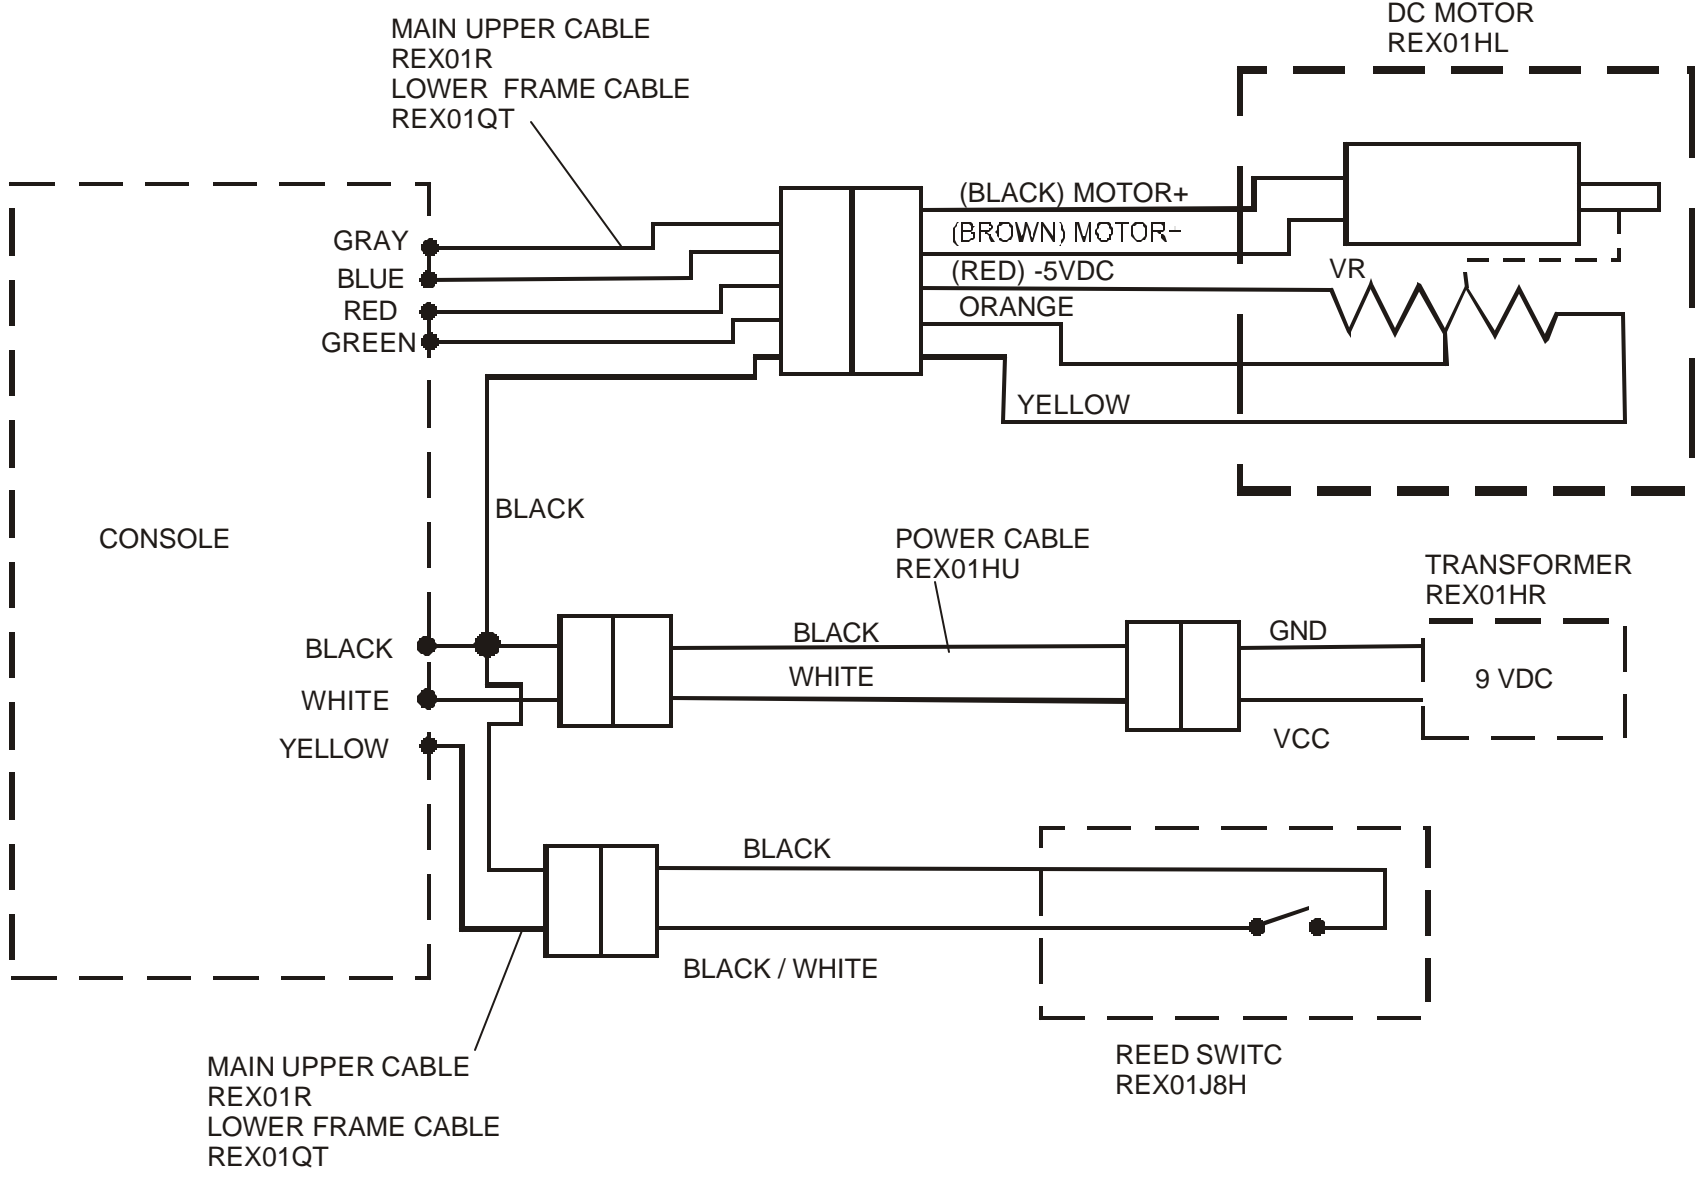 MAIN UPPER CABLE
REX01R
LOWER FRAME CABLE
REX01QT
DC MOTOR
REX01HL
GRAY
BLUE
RED
GREEN
(BLACK) MOTOR+
(BROWN) MOTOR-
(RED) -5VDC
ORANGE
YELLOW
VR
BLACK
CONSOLE
POWER CABLE
REX01HU
TRANSFORMER
REX01HR
BLACK
WHITE
YELLOW
BLACK
WHITE
GND
VCC
9 VDC
BLACK
BLACK / WHITE
REED SWITC
REX01J8H
MAIN UPPER CABLE
REX01R
LOWER FRAME CABLE
REX01QT